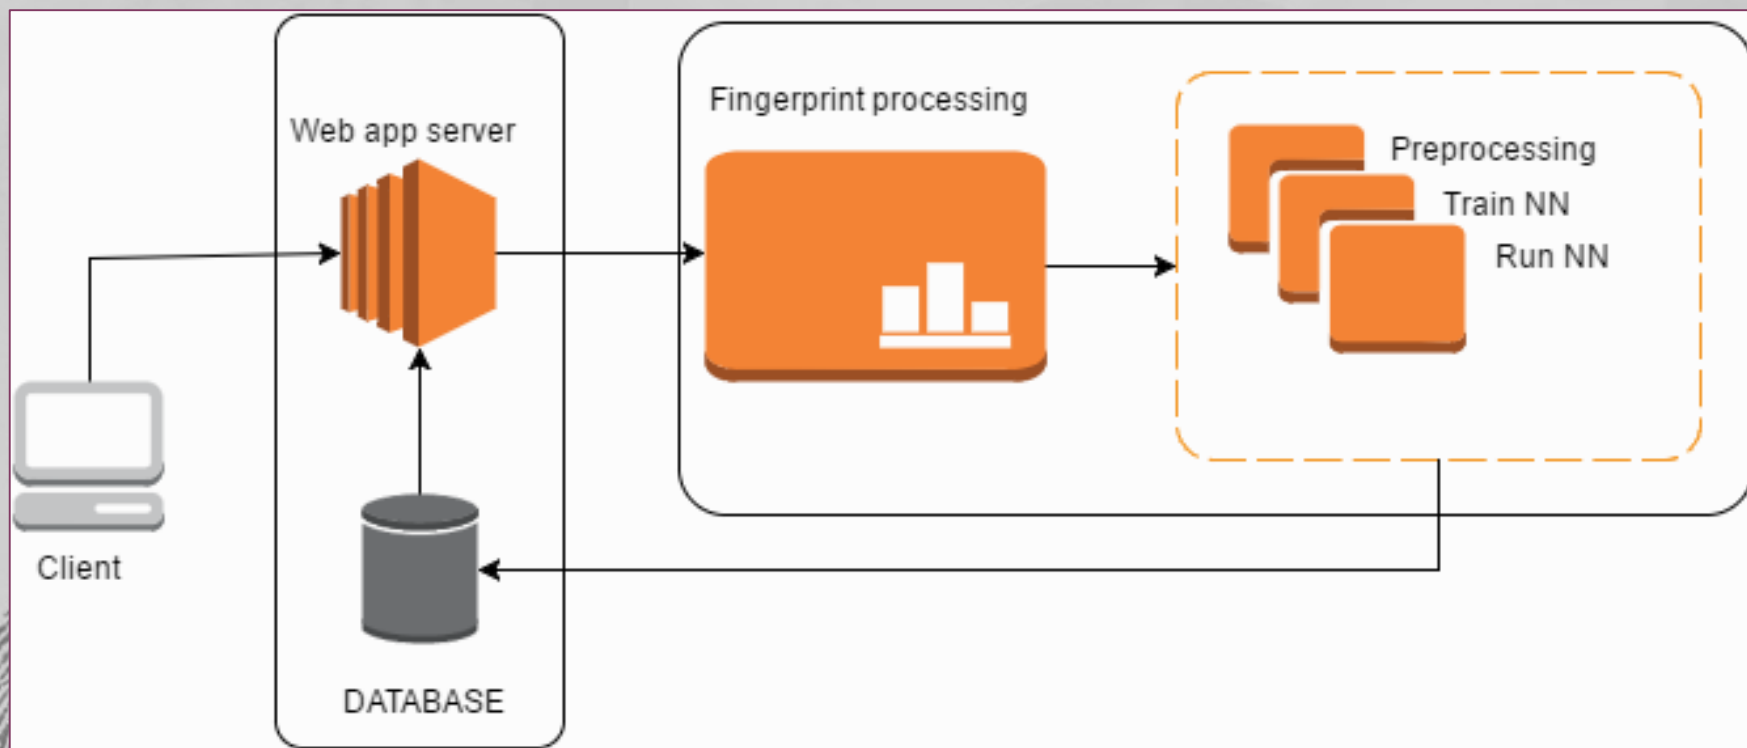 Web app server
Fingerprint processing
Preprocessing
Train NN
Run NN
Client
DATABASE